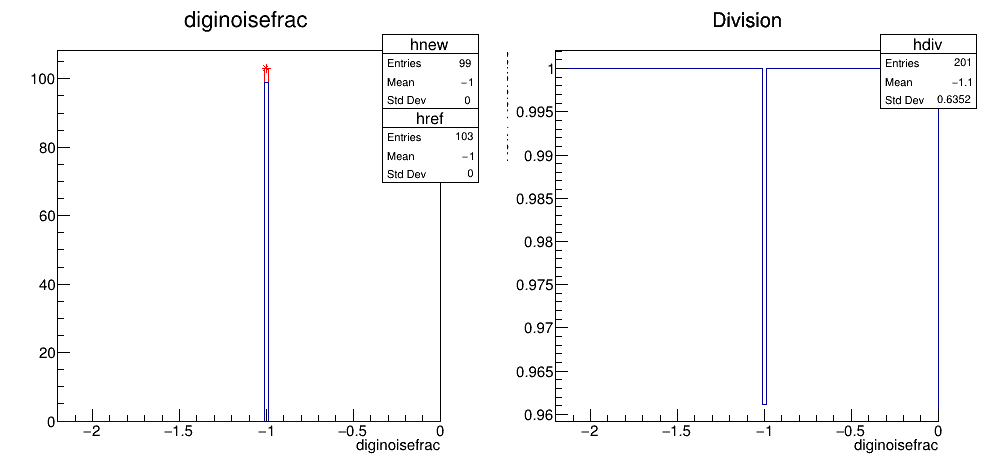 diginoisefrac
hnew
Entries 99
Mean −1
Std Dev 0
href
Entries 103
Mean −1
Std Dev 0
100
80
60
40
20
0
−2 −1.5 −1 −0.5 0
diginoisefrac
Division
hdiv
Entries 201
Mean −1.1
Std Dev 0.6352
1
0.995
0.99
0.985
0.98
0.975
0.97
0.965
0.96
−2 −1.5 −1 −0.5 0
diginoisefrac